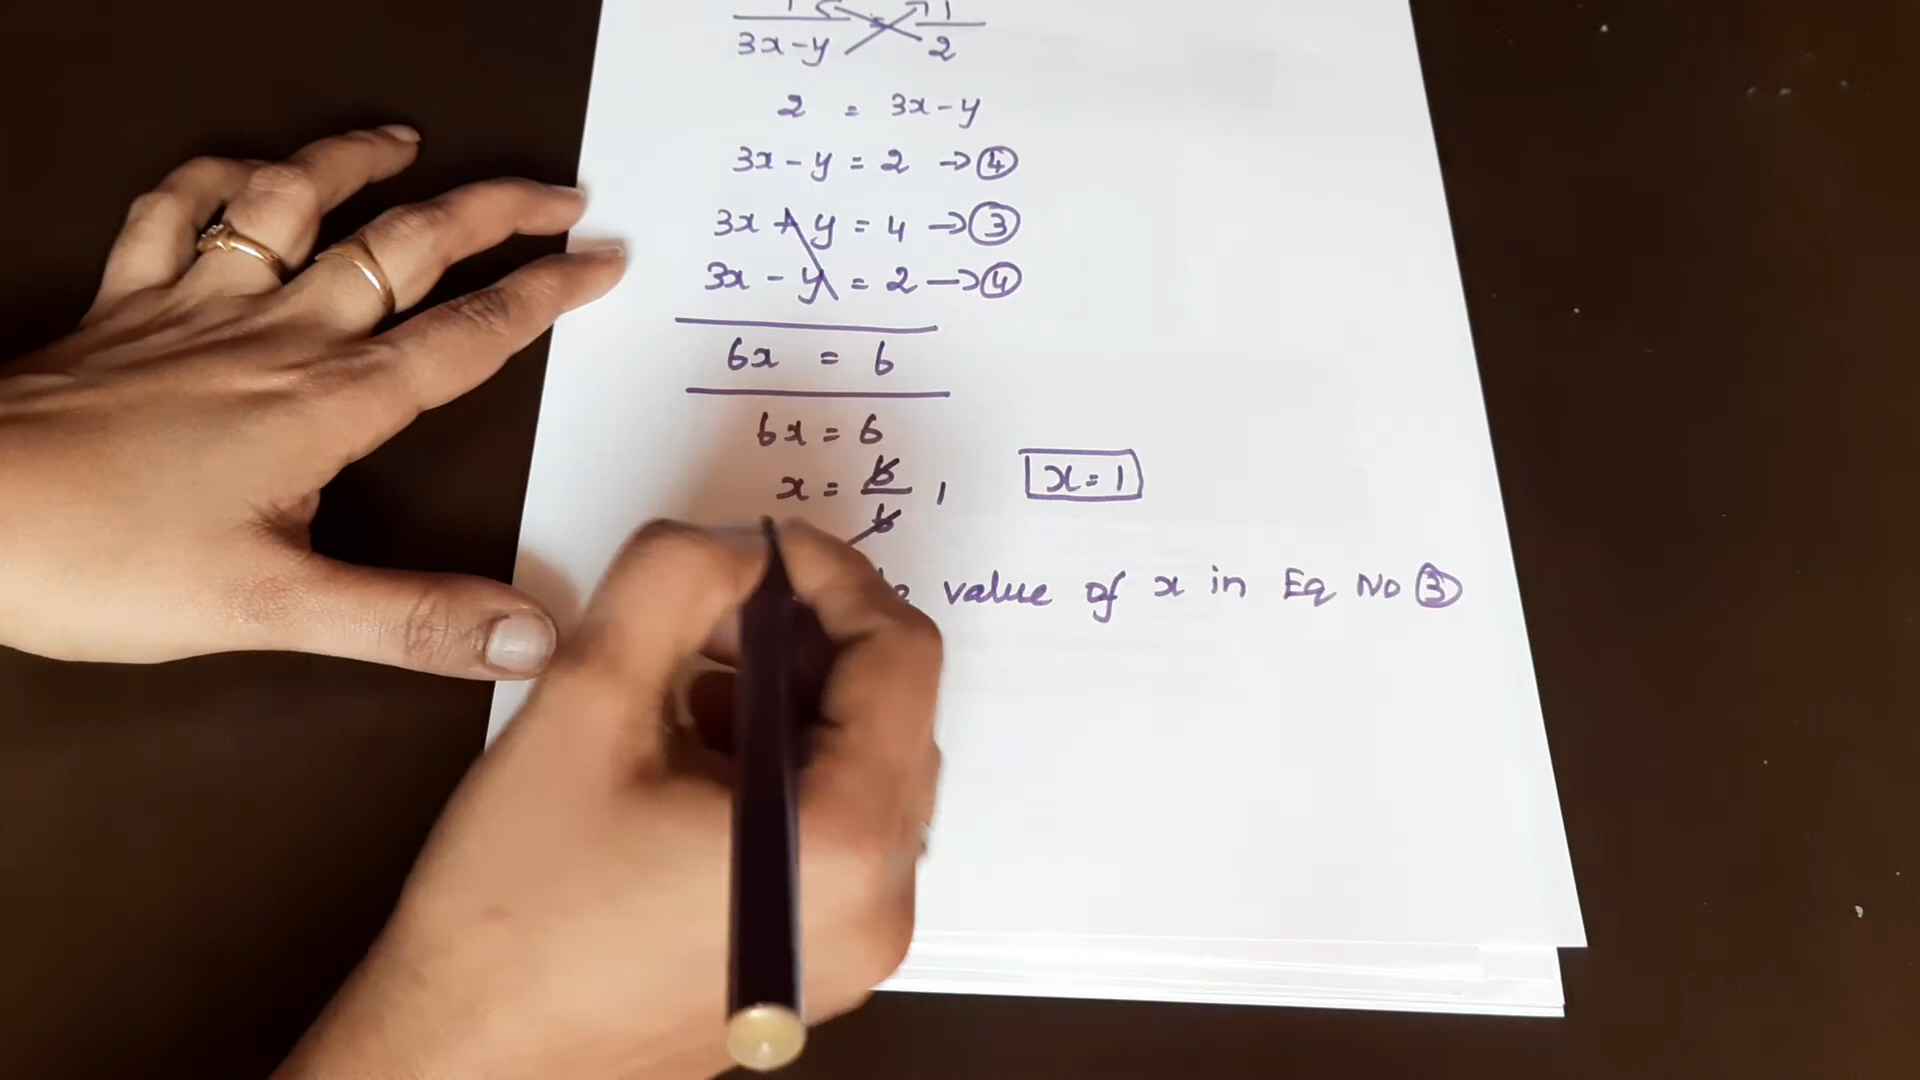 1 = 1
3x-y 2
2 = 3x-y
3x-y = 2 → ④
3x + y = 4 → ③
3x - y = 2 → ④
6x = 6
6x = 6
x = 6/6 , x = 1
value of x in Eq No ③